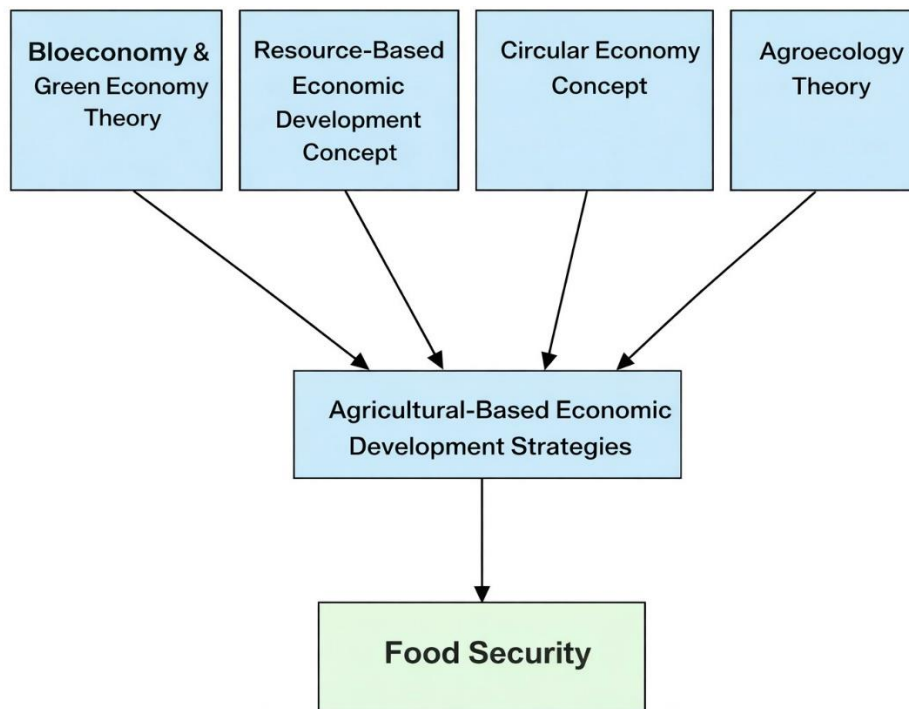 Bloeconomy &
Green Economy
Theory
Resource-Based
Economic
Development
Concept
Circular Economy
Concept
Agroecology
Theory
Agricultural-Based Economic
Development Strategies
Food Security